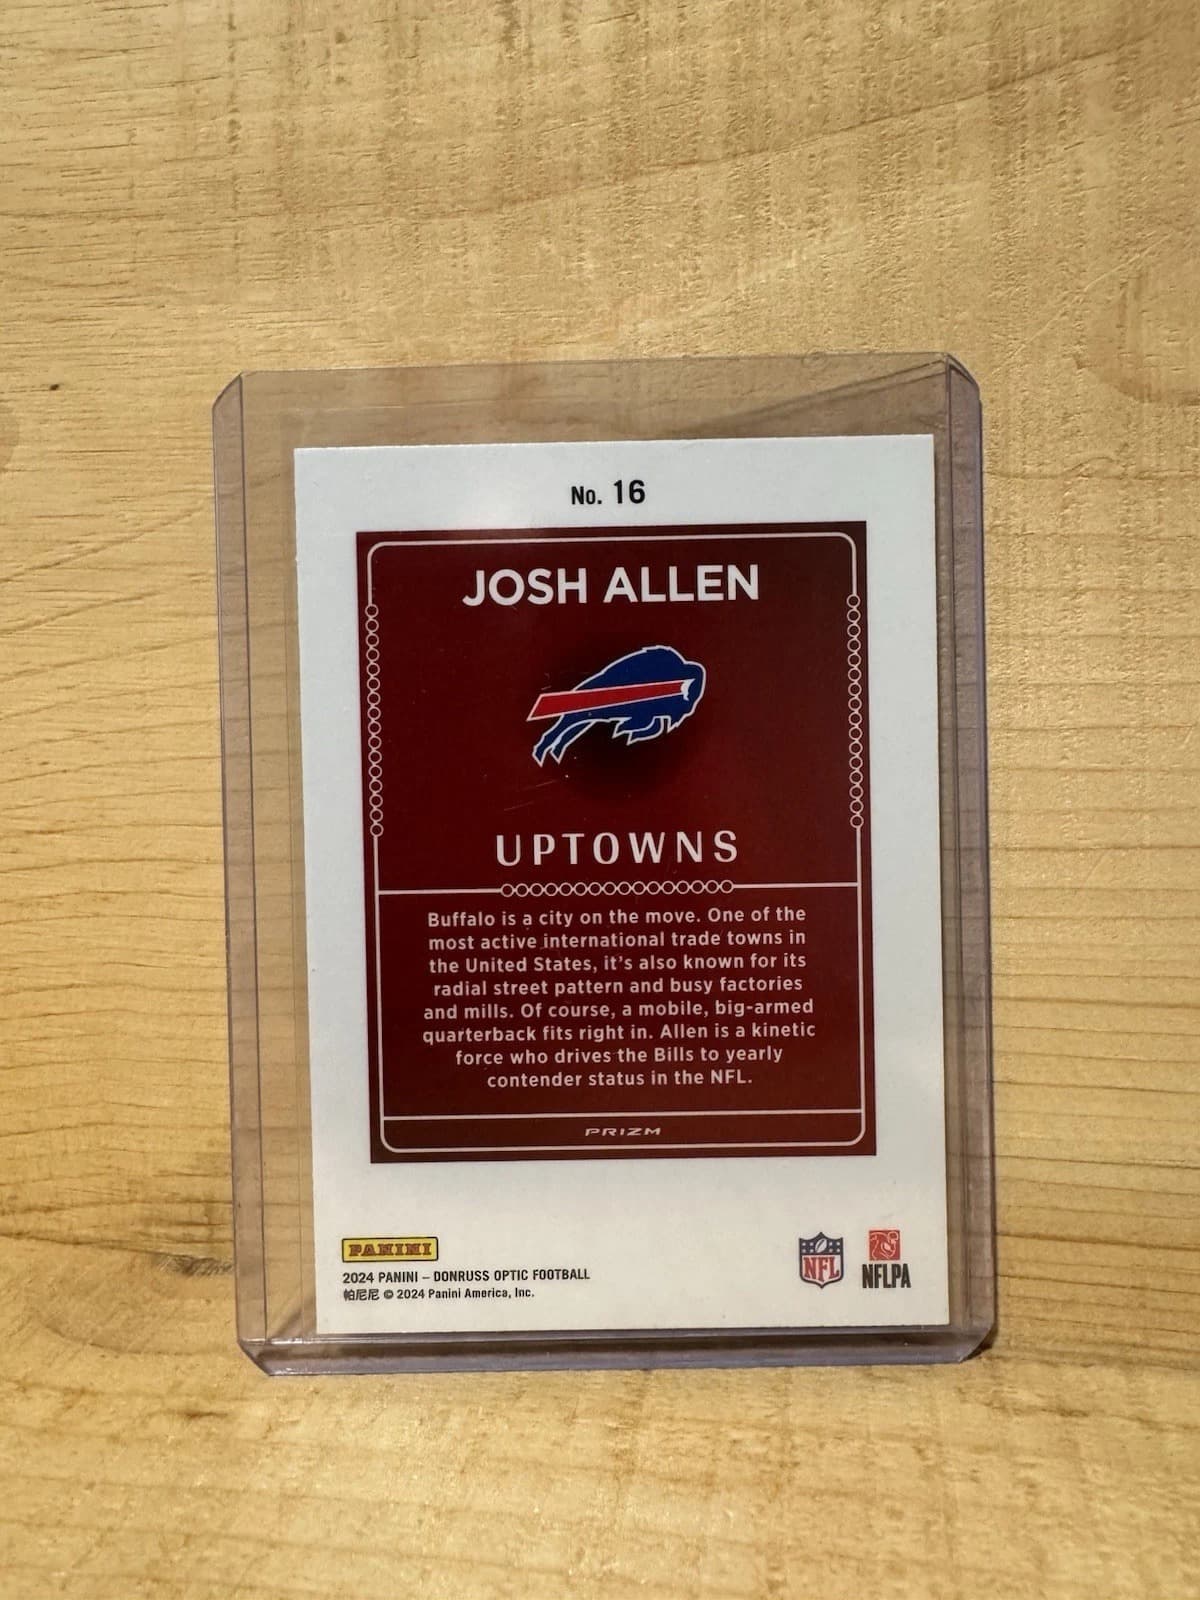 No. 16
JOSH ALLEN
UPTOWNS
Buffalo is a city on the move. One of the
most active international trade towns in
the United States, it's also known for its
radial street pattern and busy factories
and mills. Of course, a mobile, big-armed
quarterback fits right in. Allen is a kinetic
force who drives the Bills to yearly
contender status in the NFL.
PRIZM
PANINI
2024 PANINI – DONRUSS OPTIC FOOTBALL
帕尼尼 © 2024 Panini America, Inc.
NFL
NFLPA